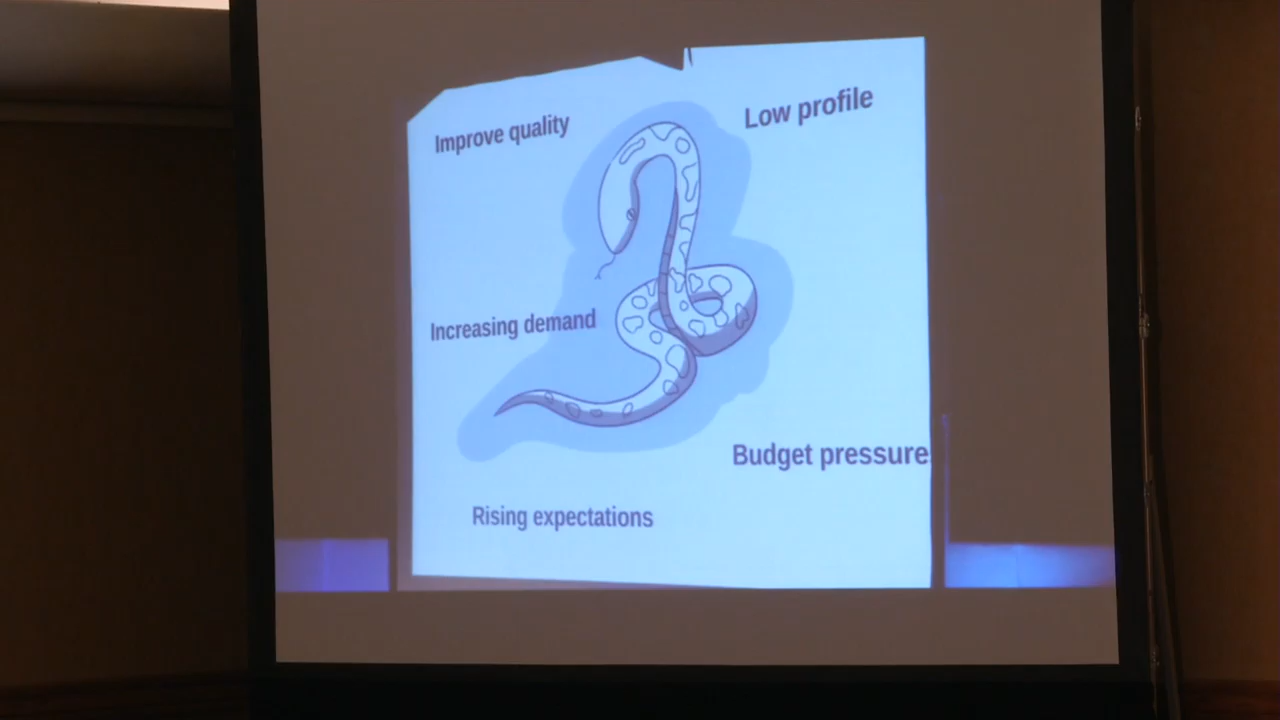 Improve quality
Low profile
Increasing demand
Budget pressure
Rising expectations